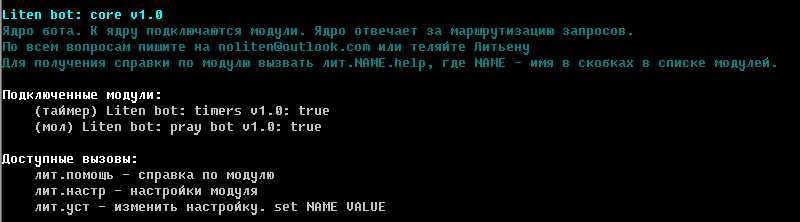 Liten bot: core v1.0
Ядро бота. К ядру подключаются модули. Ядро отвечает за маршрутизацию запросов.
По всем вопросам пишите на noliten@outlook.com или теляйте Литьену
Для получения справки по модулю вызвать лит.NAME.help, где NAME - имя в скобках в списке модулей.
Подключенные модули:
(таймер) Liten bot: timers v1.0: true
(мол) Liten bot: pray bot v1.0: true
Доступные вызовы:
лит.помощь - справка по модулю
лит.настр - настройки модуля
лит.уст - изменить настройку. set NAME VALUE